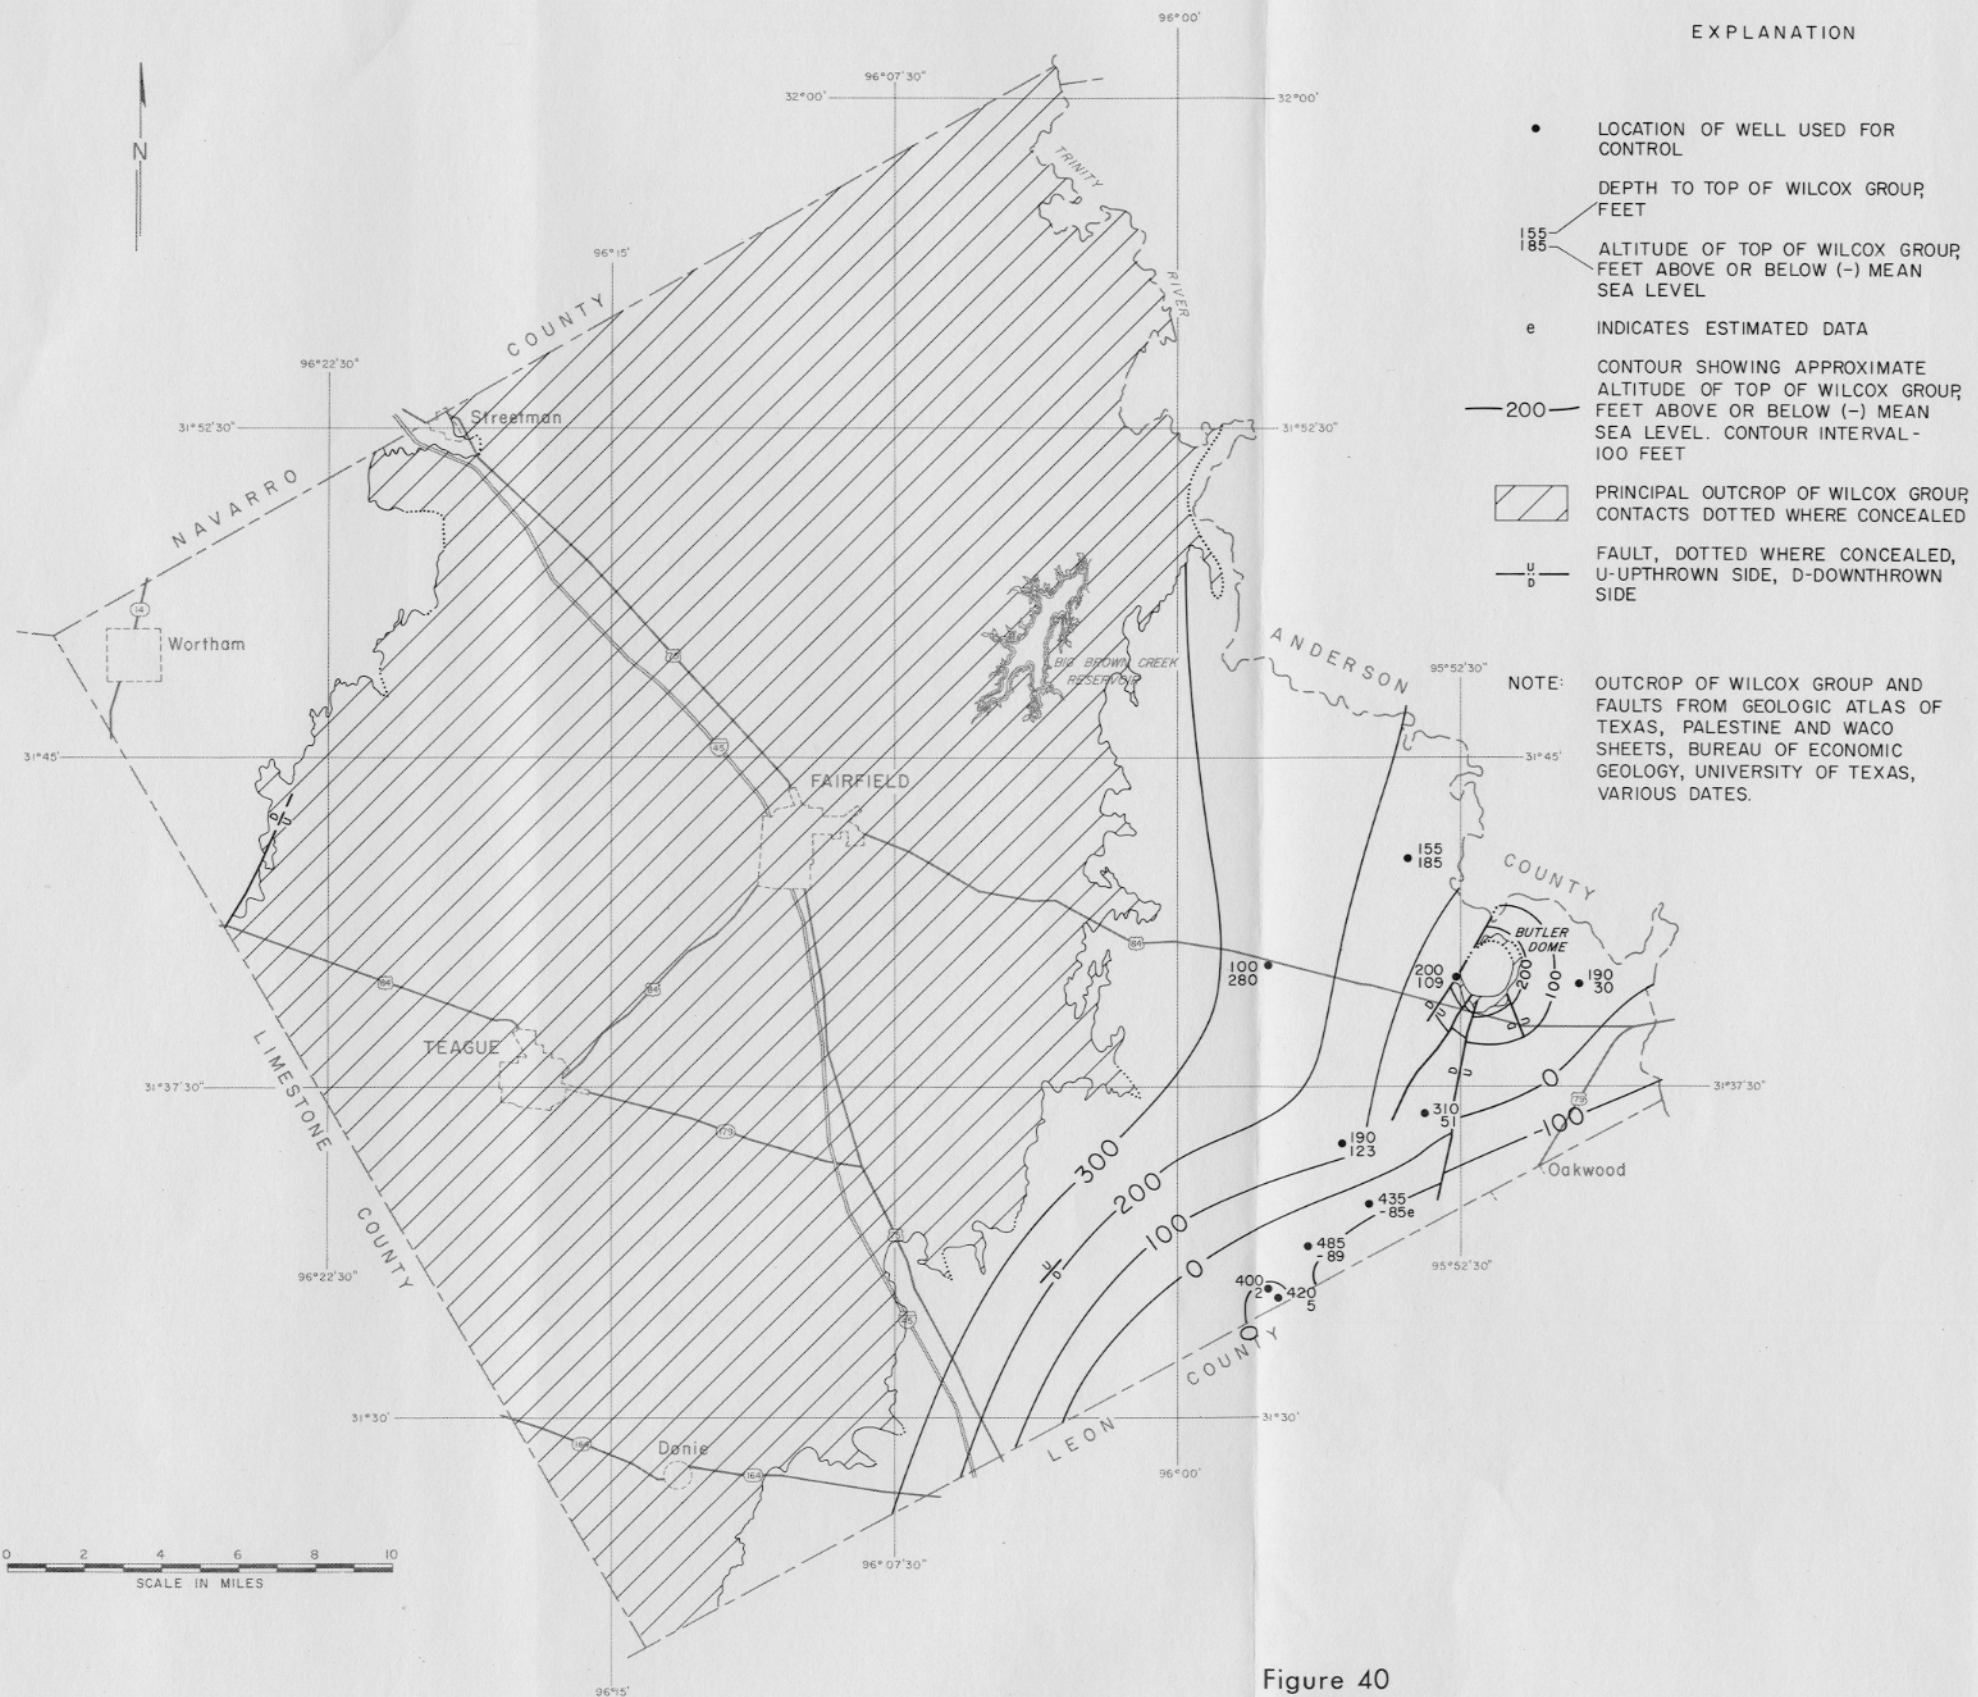 96°00'
EXPLANATION
96°07'30"
32°00'
32°00'
N
TRINITY
RIVER
LOCATION OF WELL USED FOR
CONTROL
DEPTH TO TOP OF WILCOX GROUP,
FEET
155
185
ALTITUDE OF TOP OF WILCOX GROUP,
FEET ABOVE OR BELOW (-) MEAN
SEA LEVEL
e
INDICATES ESTIMATED DATA
200
CONTOUR SHOWING APPROXIMATE
ALTITUDE OF TOP OF WILCOX GROUP,
FEET ABOVE OR BELOW (-) MEAN
SEA LEVEL. CONTOUR INTERVAL-
100 FEET
PRINCIPAL OUTCROP OF WILCOX GROUP,
CONTACTS DOTTED WHERE CONCEALED
U
D
FAULT, DOTTED WHERE CONCEALED,
U-UPTHROWN SIDE, D-DOWNTHROWN
SIDE
NOTE:
OUTCROP OF WILCOX GROUP AND
FAULTS FROM GEOLOGIC ATLAS OF
TEXAS, PALESTINE AND WACO
SHEETS, BUREAU OF ECONOMIC
GEOLOGY, UNIVERSITY OF TEXAS,
VARIOUS DATES.
96°15'
COUNTY
96°22'30"
Streetman
31°52'30"
31°52'30"
NAVARRO
14
Wortham
75
BIG BROWN CREEK
RESERVOIR
ANDERSON
95°52'30"
31°45'
45
31°45'
FAIRFIELD
D
U
155
185
COUNTY
BUTLER
DOME
84
84
84
100
280
200
109
200
100
190
30
D
U
D
U
TEAGUE
LIMESTONE
31°37'30"
D
U
0
79
31°37'30"
310
51
-100
179
190
123
Oakwood
300
200
435
-85e
COUNTY
75
100
485
-89
96°22'30"
U
D
0
95°52'30"
400
2
420
5
45
0
COUNTY
31°30'
31°30'
LEON
164
Donie
164
96°00'
0 2 4 6 8 10
SCALE IN MILES
96°07'30"
Figure 40
96°15'